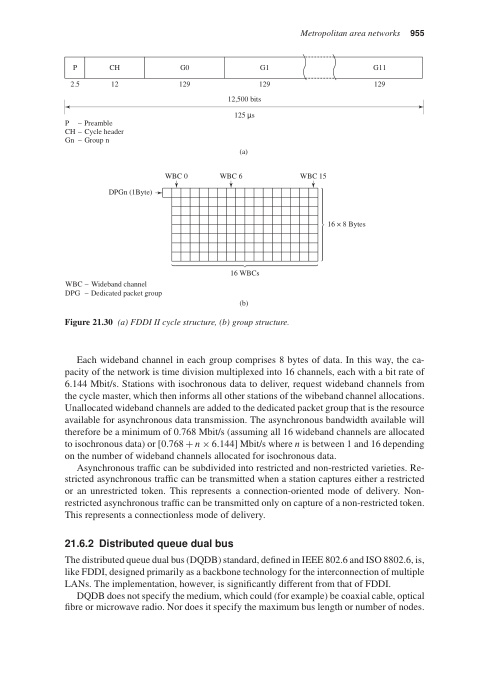 Metropolitan area networks 955
P CH G0 G1 G11
2.5 12 129 129 129
12,500 bits
125 μs
P – Preamble
CH – Cycle header
Gn – Group n
(a)
WBC 0 WBC 6 WBC 15
DPGn (1Byte)
16 × 8 Bytes
16 WBCs
WBC – Wideband channel
DPG – Dedicated packet group
(b)
Figure 21.30 (a) FDDI II cycle structure, (b) group structure.
Each wideband channel in each group comprises 8 bytes of data. In this way, the ca-
pacity of the network is time division multiplexed into 16 channels, each with a bit rate of
6.144 Mbit/s. Stations with isochronous data to deliver, request wideband channels from
the cycle master, which then informs all other stations of the wibeband channel allocations.
Unallocated wideband channels are added to the dedicated packet group that is the resource
available for asynchronous data transmission. The asynchronous bandwidth available will
therefore be a minimum of 0.768 Mbit/s (assuming all 16 wideband channels are allocated
to isochronous data) or [0.768 + n × 6.144] Mbit/s where n is between 1 and 16 depending
on the number of wideband channels allocated for isochronous data.
Asynchronous traffic can be subdivided into restricted and non-restricted varieties. Re-
stricted asynchronous traffic can be transmitted when a station captures either a restricted
or an unrestricted token. This represents a connection-oriented mode of delivery. Non-
restricted asynchronous traffic can be transmitted only on capture of a non-restricted token.
This represents a connectionless mode of delivery.
21.6.2 Distributed queue dual bus
The distributed queue dual bus (DQDB) standard, defined in IEEE 802.6 and ISO 8802.6, is,
like FDDI, designed primarily as a backbone technology for the interconnection of multiple
LANs. The implementation, however, is significantly different from that of FDDI.
DQDB does not specify the medium, which could (for example) be coaxial cable, optical
fibre or microwave radio. Nor does it specify the maximum bus length or number of nodes.